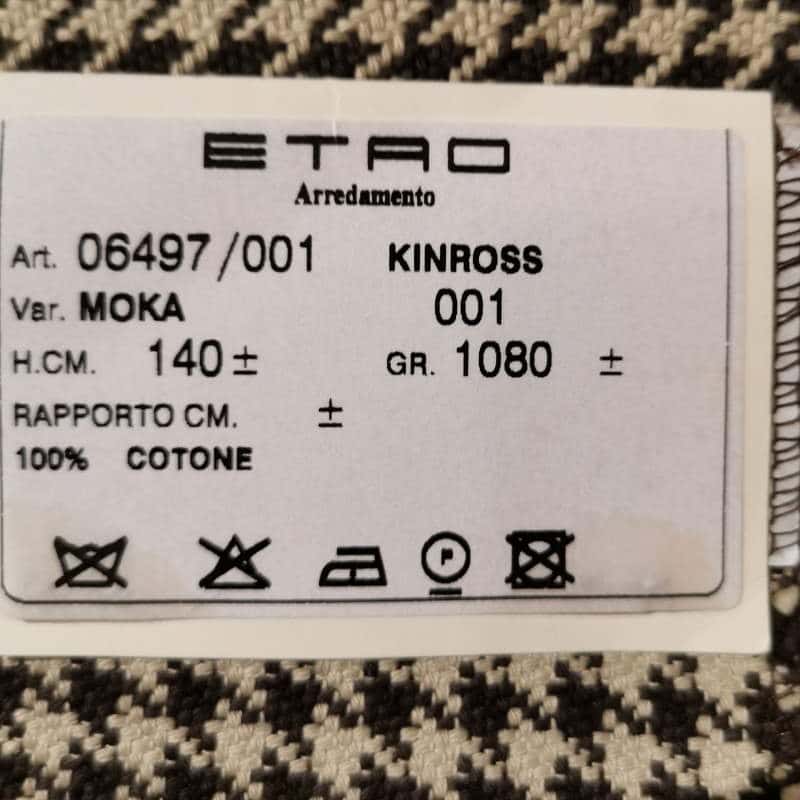 ETRO
Arredamento
Art. 06497/001 KINROSS
Var. MOKA 001
H.CM. 140 ± GR. 1080 ±
RAPPORTO CM. ±
100% COTONE
P